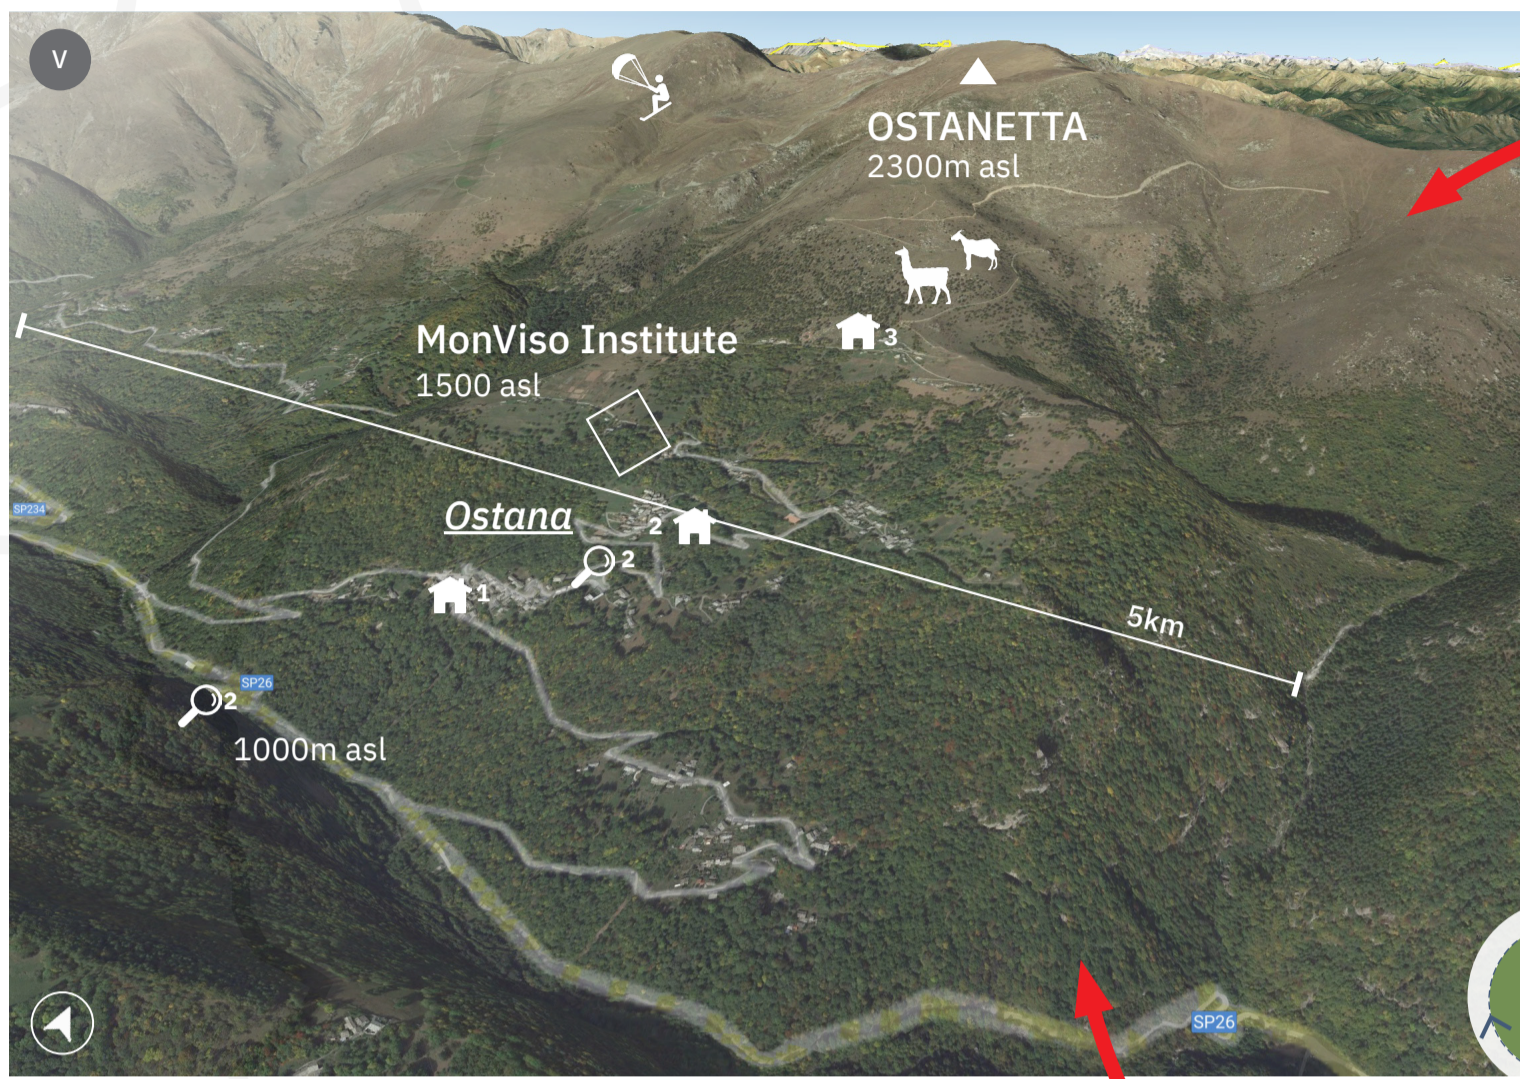 V
OSTANETTA
2300m asl
3
MonViso Institute
1500 asl
SP234
Ostana
2
2
1
5km
SP26
2
1000m asl
SP26